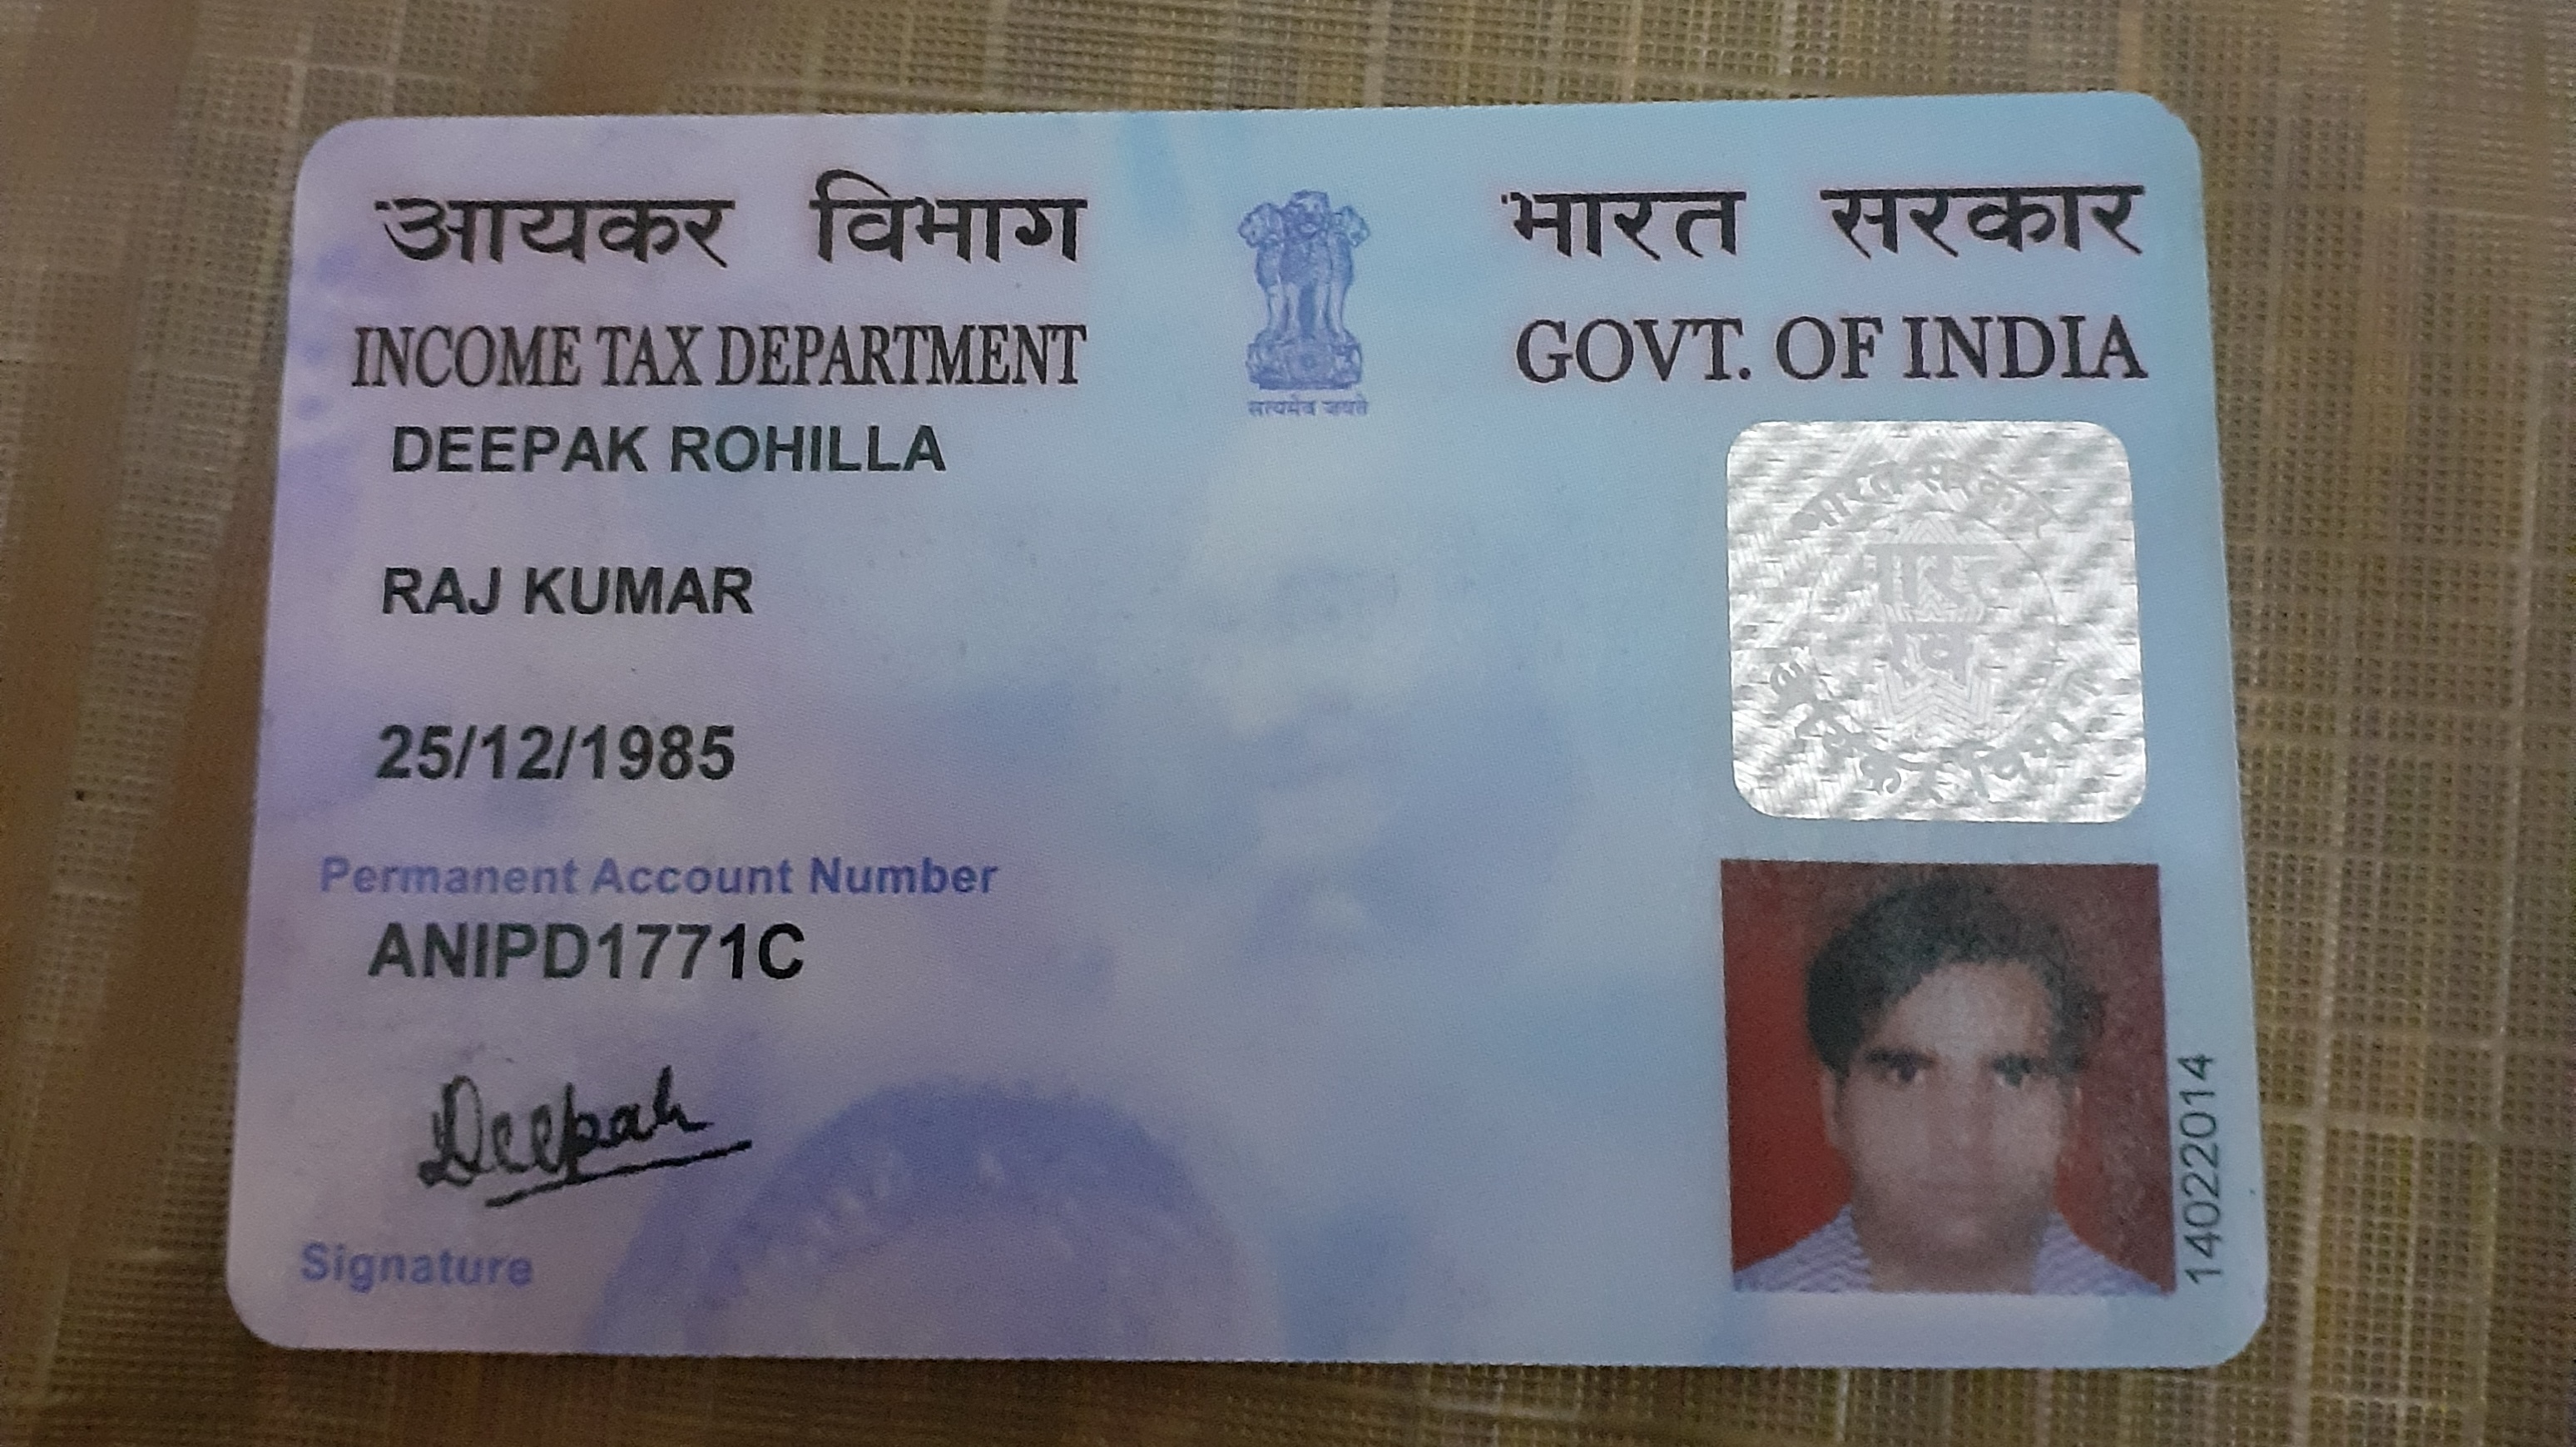 आयकर विभाग
INCOME TAX DEPARTMENT
सत्यमेव जयते
भारत सरकार
GOVT. OF INDIA
DEEPAK ROHILLA
RAJ KUMAR
25/12/1985
Permanent Account Number
ANIPD1771C
Deepak
Signature
14022014